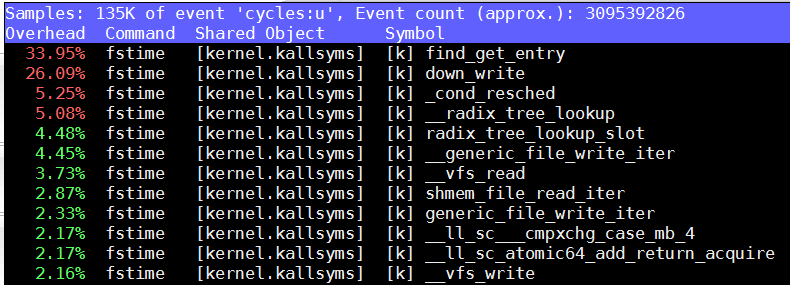 Samples: 135K of event 'cycles:u', Event count (approx.): 3095392826
Overhead  Command  Shared Object      Symbol
33.95%  fstime  [kernel.kallsyms]  [k] find_get_entry
26.09%  fstime  [kernel.kallsyms]  [k] down_write
5.25%  fstime  [kernel.kallsyms]  [k] _cond_resched
5.08%  fstime  [kernel.kallsyms]  [k] __radix_tree_lookup
4.48%  fstime  [kernel.kallsyms]  [k] radix_tree_lookup_slot
4.45%  fstime  [kernel.kallsyms]  [k] __generic_file_write_iter
3.73%  fstime  [kernel.kallsyms]  [k] __vfs_read
2.87%  fstime  [kernel.kallsyms]  [k] shmem_file_read_iter
2.33%  fstime  [kernel.kallsyms]  [k] generic_file_write_iter
2.17%  fstime  [kernel.kallsyms]  [k] __ll_sc___cmpxchg_case_mb_4
2.17%  fstime  [kernel.kallsyms]  [k] __ll_sc_atomic64_add_return_acquire
2.16%  fstime  [kernel.kallsyms]  [k] __vfs_write